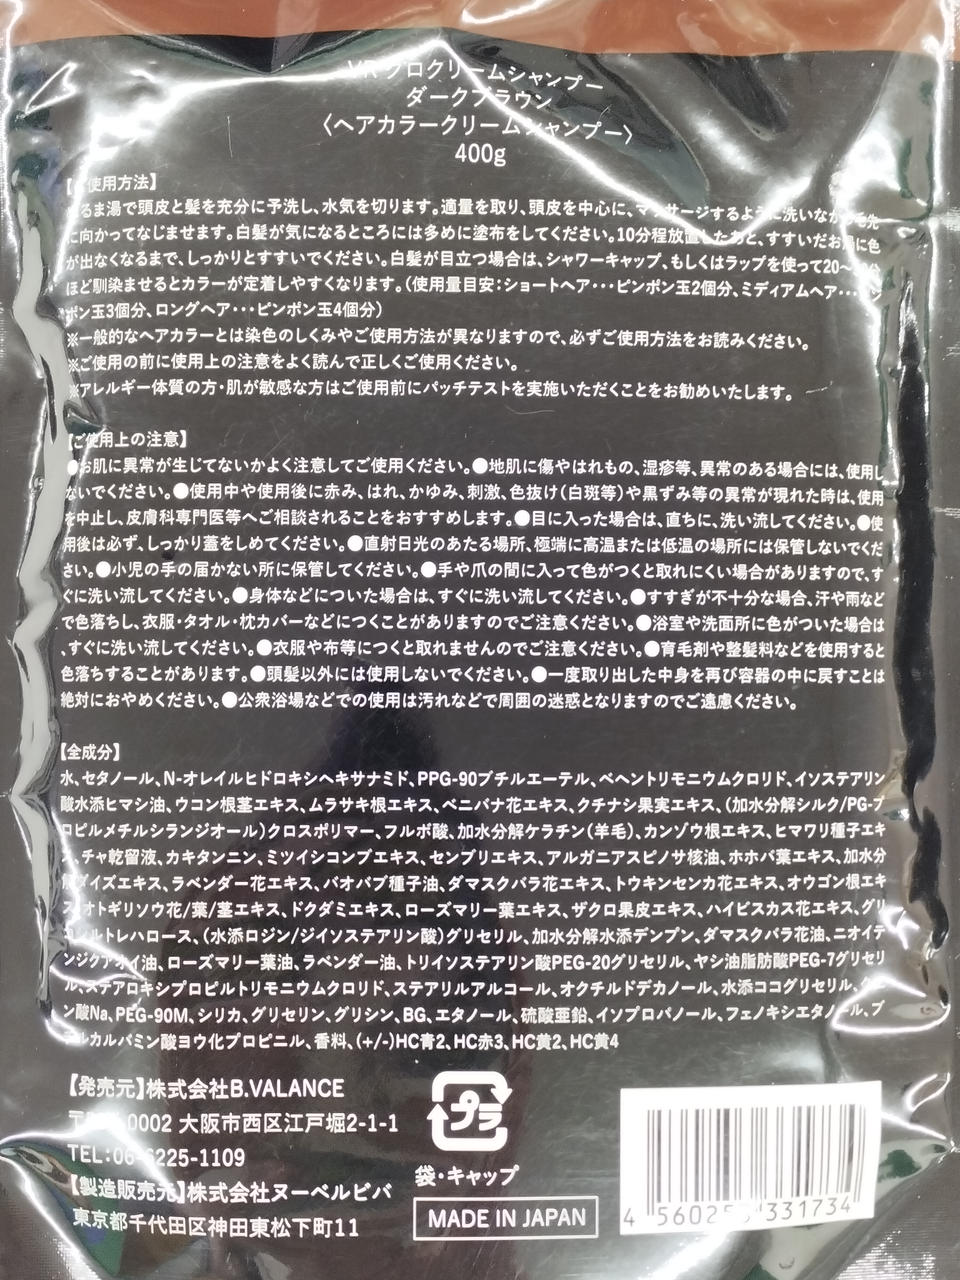 VR クロクリームシャンプー
ダークブラウン
〈ヘアカラークリームシャンプー〉
400g
【ご使用方法】
ぬるま湯で頭皮と髪を充分に予洗し、水気を切ります。適量を取り、頭皮を中心に、マッサージするように洗いながら毛先
に向かってなじませます。白髪が気になるところには多めに塗布をしてください。10分程放置したあと、すすいだお湯に色
が出なくなるまで、しっかりとすすいでください。白髪が目立つ場合は、シャワーキャップ、もしくはラップを使って20〜
ほど馴染ませるとカラーが定着しやすくなります。(使用量目安：ショートヘア・・・ピンポン玉2個分、ミディアムヘア・・・ピン
ポン玉3個分、ロングヘア・・・ピンポン玉4個分)
※一般的なヘアカラーとは染色のしくみやご使用方法が異なりますので、必ずご使用方法をお読みください。
※ご使用の前に使用上の注意をよく読んで正しくご使用ください。
※アレルギー体質の方・肌が敏感な方はご使用前にパッチテストを実施いただくことをお勧めいたします。
【ご使用上の注意】
●お肌に異常が生じてないかよく注意してご使用ください。●地肌に傷やはれもの、湿疹等、異常のある場合には、使用し
ないでください。●使用中や使用後に赤み、はれ、かゆみ、刺激、色抜け(白斑等)や黒ずみ等の異常が現れた時は、使用
を中止し、皮膚科専門医等へご相談されることをおすすめします。●目に入った場合は、直ちに、洗い流してください。●使
用後は必ず、しっかり蓋をしめてください。●直射日光のあたる場所、極端に高温または低温の場所には保管しないでくだ
さい。●小児の手の届かない所に保管してください。●手や爪の間に入って色がつくと取れにくい場合がありますので、す
ぐに洗い流してください。●身体などについた場合は、すぐに洗い流してください。●すすぎが不十分な場合、汗や雨など
で色落ちし、衣服・タオル・枕カバーなどにつくことがありますのでご注意ください。●浴室や洗面所に色がついた場合は
、すぐに洗い流してください。●衣服や布等につくと取れませんのでご注意ください。●育毛剤や整髪料などを使用すると
色落ちすることがあります。●頭髪以外には使用しないでください。●一度取り出した中身を再び容器の中に戻すことは
絶対におやめください。●公衆浴場などでの使用は汚れなどで周囲の迷惑となりますのでご遠慮ください。
【全成分】
水、セタノール、N-オレイルヒドロキシヘキサナミド、PPG-90ブチルエーテル、ベヘントリモニウムクロリド、イソステアリン
酸水添ヒマシ油、ウコン根茎エキス、ムラサキ根エキス、ベニバナ花エキス、クチナシ果実エキス、(加水分解シルク/PG-プ
ロピルメチルシランジオール)クロスポリマー、フルボ酸、加水分解ケラチン(羊毛)、カンゾウ根エキス、ヒマワリ種子エキ
ス、チャ乾留液、カキタンニン、ミツイシコンブエキス、センブリエキス、アルガニアスピノサ核油、ホホバ葉エキス、加水分
解ダイズエキス、ラベンダー花エキス、バオバブ種子油、ダマスクバラ花エキス、トウキンセンカ花エキス、オウゴン根エキ
ス、オトギリソウ花/葉/茎エキス、ドクダミエキス、ローズマリー葉エキス、ザクロ果皮エキス、ハイビスカス花エキス、グリ
コシルトレハロース、(水添ロジン/ジイソステアリン酸)グリセリル、加水分解水添デンプン、ダマスクバラ花油、ニオイテ
ンジクアオイ油、ローズマリー葉油、ラベンダー油、トリイソステアリン酸PEG-20グリセリル、ヤシ油脂肪酸PEG-7グリセリ
ル、ステアロキシプロピルトリモニウムクロリド、ステアリルアルコール、オクチルドデカノール、水添ココグリセリル、クエ
ン酸Na、PEG-90M、シリカ、グリセリン、グリシン、BG、エタノール、硫酸亜鉛、イソプロパノール、フェノキシエタノール、ブ
チルカルバミン酸ヨウ化プロピニル、香料、(+/-)HC青2、HC赤3、HC黄2、HC黄4
【発売元】株式会社B.VALANCE
0002 大阪市西区江戸堀2-1-1
TEL:06-6225-1109
【製造販売元】株式会社ヌーベルビバ
東京都千代田区神田東松下町11
プラ
袋・キャップ
MADE IN JAPAN
4 56025 331734